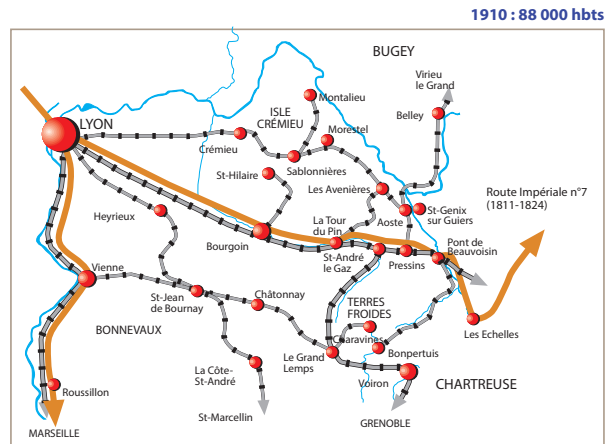 1910 : 88 000 hbts
BUGEY
Virieu
le Grand
Montalieu
Belley
LYON
ISLE
CRÉMIEU
Morestel
Crémieu
Sablonnières
St-Hilaire
Les Avenières
Route Impériale n°7
(1811-1824)
Heyrieux
La Tour
du Pin
Aoste
St-Genix
sur Guiers
Bourgoin
St-André
le Gaz
Pressins
Pont de
Beauvoisin
Vienne
St-Jean
de Bournay
Châtonnay
TERRES
FROIDES
BONNEVAUX
Charavines
Les Echelles
Le Grand
Lemps
Bonpertuis
La Côte-
St-André
Voiron
CHARTREUSE
Roussillon
St-Marcellin
GRENOBLE
MARSEILLE